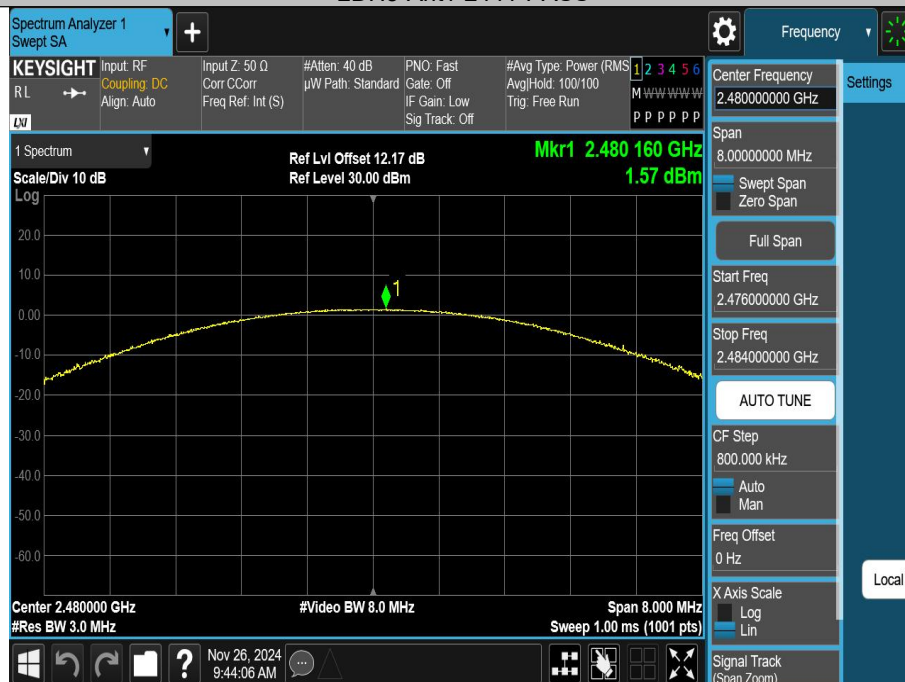 Spectrum Analyzer 1
Swept SA
+
Frequency
KEYSIGHT
RL
LXI
Input: RF
Coupling: DC
Align: Auto
Input Z: 50 Ω
Corr CCorr
Freq Ref: Int (S)
#Atten: 40 dB
µW Path: Standard
PNO: Fast
Gate: Off
IF Gain: Low
Sig Track: Off
#Avg Type: Power (RMS
Avg|Hold: 100/100
Trig: Free Run
1 2 3 4 5 6
M W W W W W
P P P P P P
1 Spectrum
Scale/Div 10 dB
Log
Ref Lvl Offset 12.17 dB
Ref Level 30.00 dBm
Mkr1 2.480 160 GHz
1.57 dBm
20.0
10.0
0.00
-10.0
-20.0
-30.0
-40.0
-50.0
-60.0
1
Center 2.480000 GHz
#Res BW 3.0 MHz
#Video BW 8.0 MHz
Span 8.000 MHz
Sweep 1.00 ms (1001 pts)
Nov 26, 2024
9:44:06 AM
?
Center Frequency
2.480000000 GHz
Settings
Span
8.00000000 MHz
Swept Span
Zero Span
Full Span
Start Freq
2.476000000 GHz
Stop Freq
2.484000000 GHz
AUTO TUNE
CF Step
800.000 kHz
Auto
Man
Freq Offset
0 Hz
Local
X Axis Scale
Log
Lin
Signal Track
(Span Zoom)